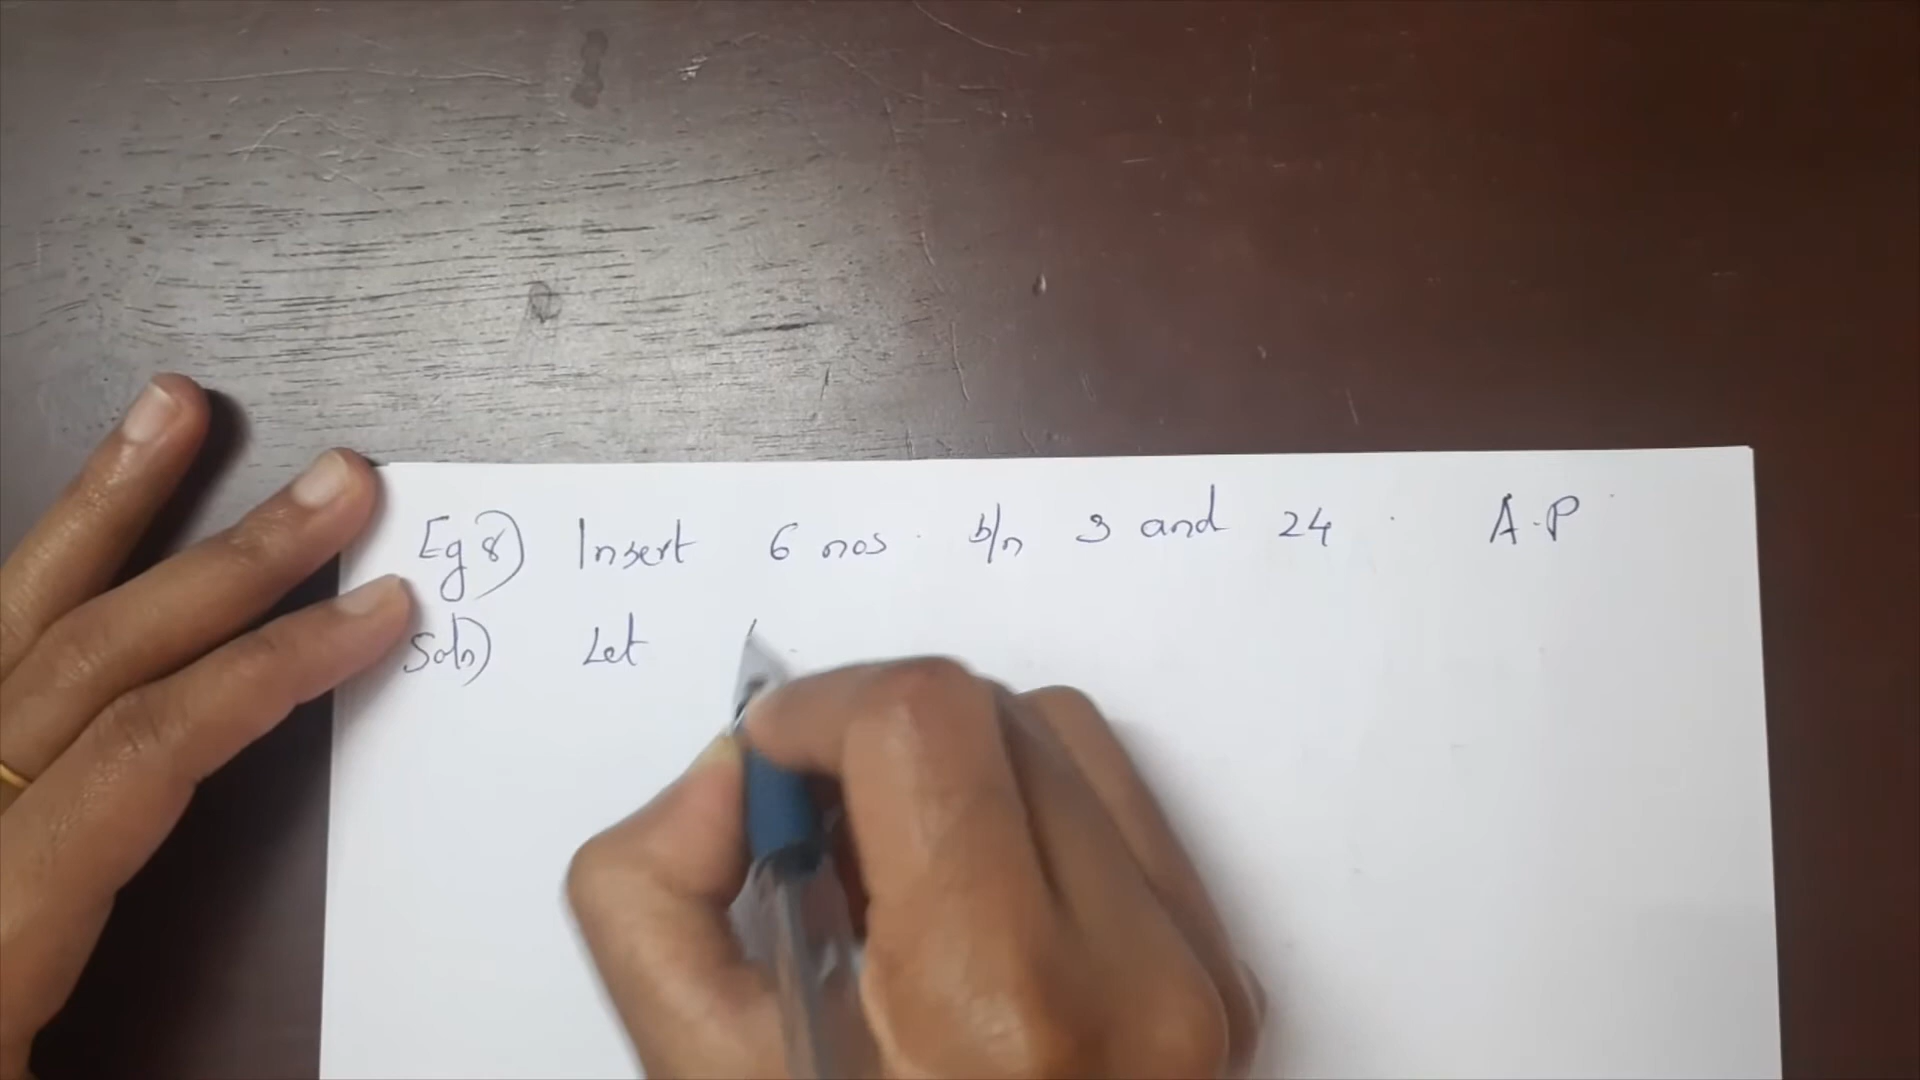 Eg 8) Insert 6 nos. b/n 3 and 24. A.P
Soln) Let